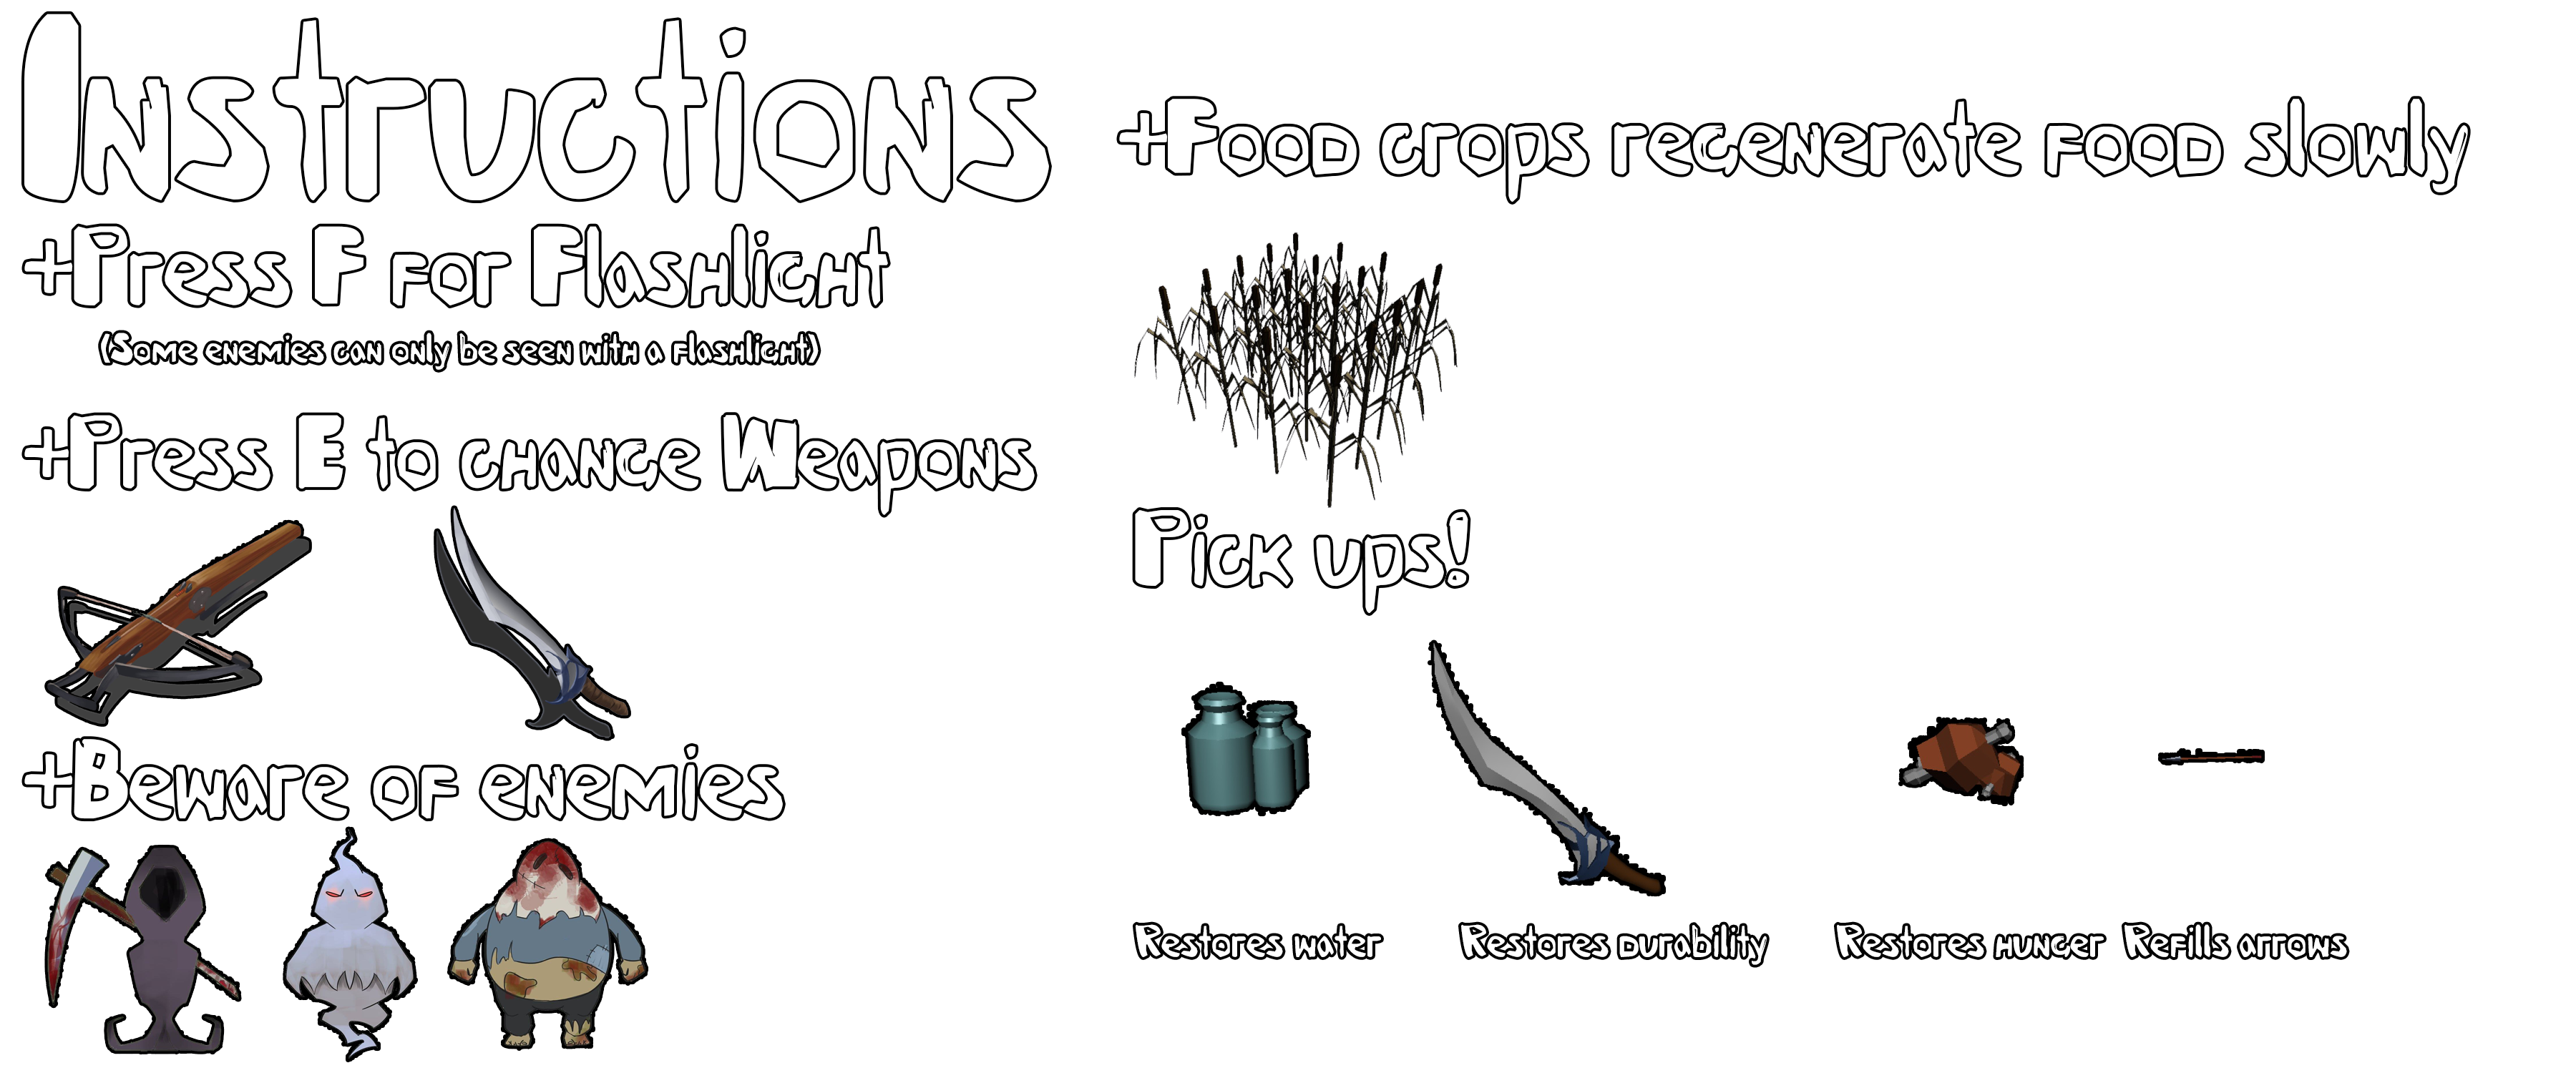 Instructions
+Press F for Flashlight
(Some enemies can only be seen with a flashlight)
+Press E to change Weapons
+Beware of enemies
+Food crops regenerate food slowly
Pick ups!
Restores water
Restores durability
Restores hunger
Refills arrows